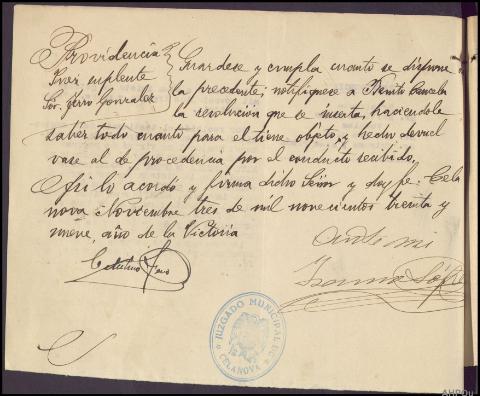 Providencia
Juez suplente
Sor. Fero Gonzalez
Guardese y cumpla cuanto se dispone
la precedente; notifiquese a Benito
la resolución que se inserta, haciendole
saber todo cuanto para el tiene objeto, y hecho devuel
vase al de procedencia por el conducto recibido.
Asi lo acordó y firma dicho Señor y doy fe. Cela
nova Noviembre tres de mil novecientos treinta y
nueve, año de la Victoria
Ante mi
JUZGADO MUNICIPAL
CELANOVA
AHPOu